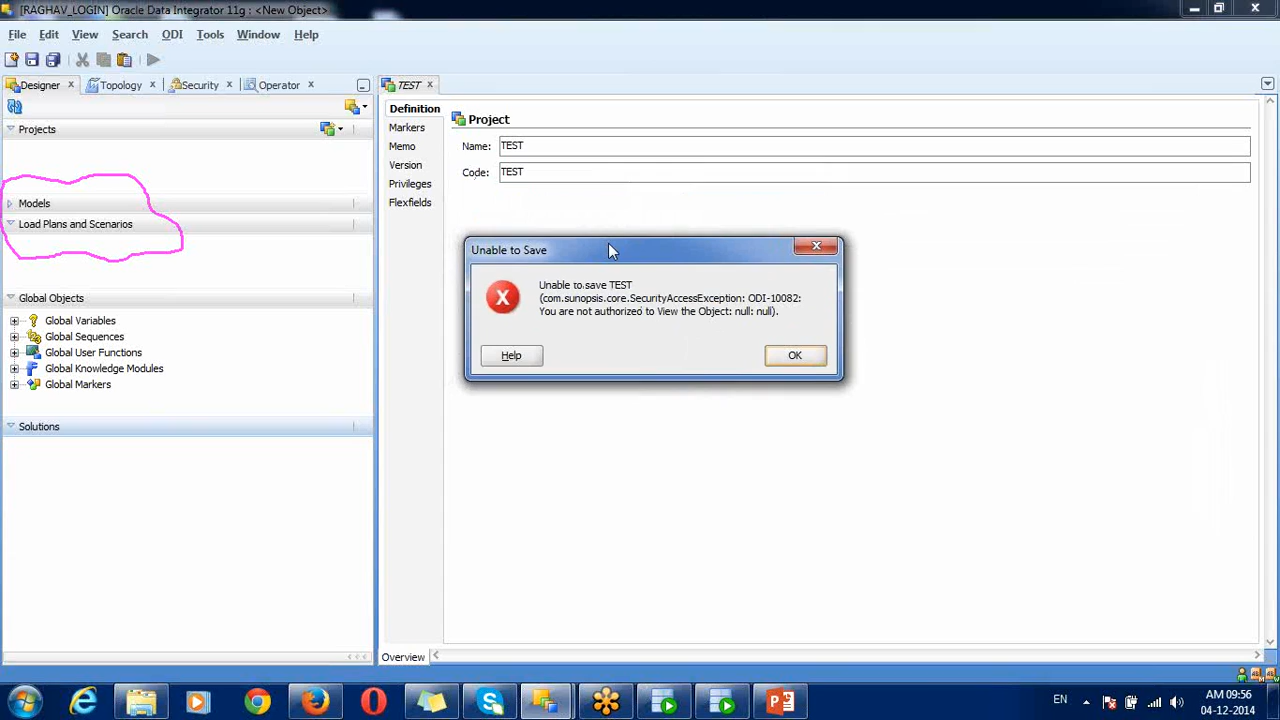 [RAGHAV_LOGIN] Oracle Data Integrator 11g : <New Object>
File Edit View Search ODI Tools Window Help
Designer Topology Security Operator TEST
Projects
Models
Load Plans and Scenarios
Global Objects
Global Variables
Global Sequences
Global User Functions
Global Knowledge Modules
Global Markers
Solutions
Definition
Markers
Memo
Version
Privileges
Flexfields
Project
Name: TEST
Code: TEST
Unable to Save
Unable to save TEST
(com.sunopsis.core.SecurityAccessException: ODI-10082:
You are not authorized to View the Object: null: null).
Help OK
Overview
EN
AM 09:56
04-12-2014